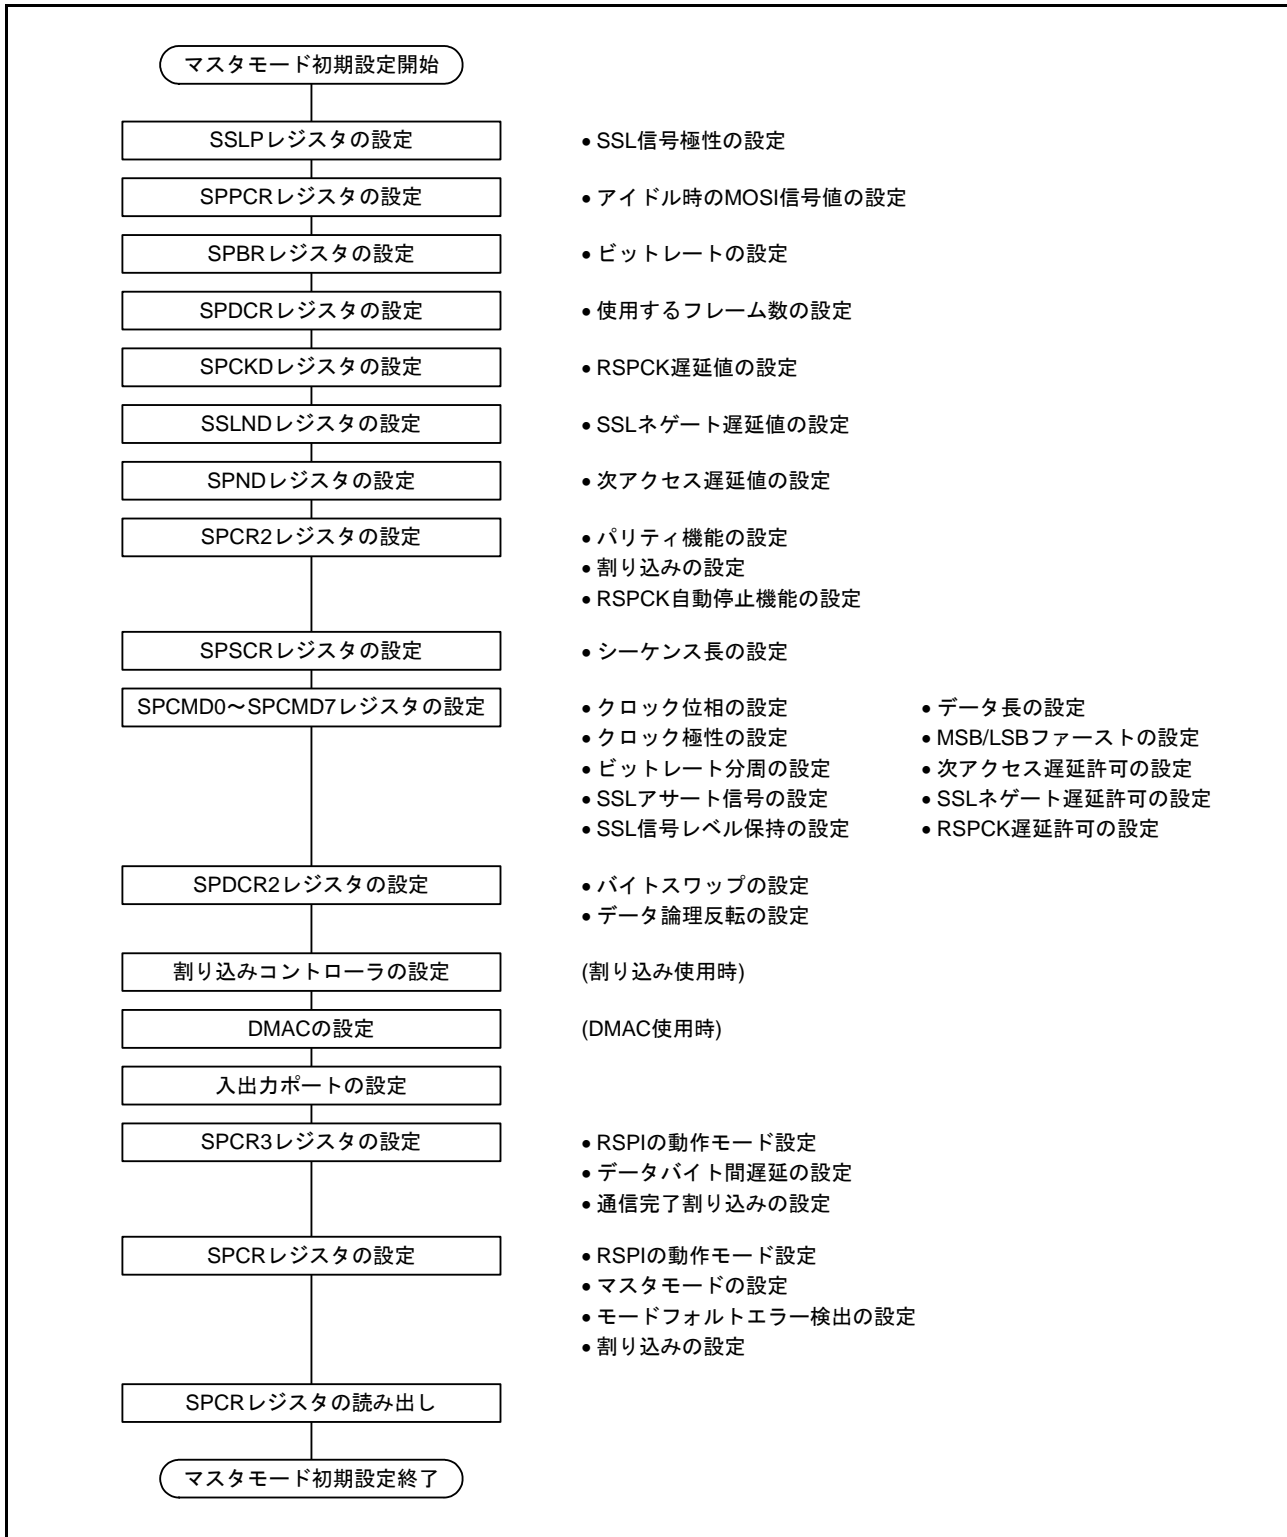 マスタモード初期設定開始
SSLPレジスタの設定
• SSL信号極性の設定
SPPCRレジスタの設定
• アイドル時のMOSI信号値の設定
SPBRレジスタの設定
• ビットレートの設定
SPDCRレジスタの設定
• 使用するフレーム数の設定
SPCKDレジスタの設定
• RSPCK遅延値の設定
SSLNDレジスタの設定
• SSLネゲート遅延値の設定
SPNDレジスタの設定
• 次アクセス遅延値の設定
SPCR2レジスタの設定
• パリティ機能の設定
• 割り込みの設定
• RSPCK自動停止機能の設定
SPSCRレジスタの設定
• シーケンス長の設定
SPCMD0～SPCMD7レジスタの設定
• クロック位相の設定
• クロック極性の設定
• ビットレート分周の設定
• SSLアサート信号の設定
• SSL信号レベル保持の設定
• データ長の設定
• MSB/LSBファーストの設定
• 次アクセス遅延許可の設定
• SSLネゲート遅延許可の設定
• RSPCK遅延許可の設定
SPDCR2レジスタの設定
• バイトスワップの設定
• データ論理反転の設定
割り込みコントローラの設定
(割り込み使用時)
DMACの設定
(DMAC使用時)
入出力ポートの設定
SPCR3レジスタの設定
• RSPIの動作モード設定
• データバイト間遅延の設定
• 通信完了割り込みの設定
SPCRレジスタの設定
• RSPIの動作モード設定
• マスタモードの設定
• モードフォルトエラー検出の設定
• 割り込みの設定
SPCRレジスタの読み出し
マスタモード初期設定終了